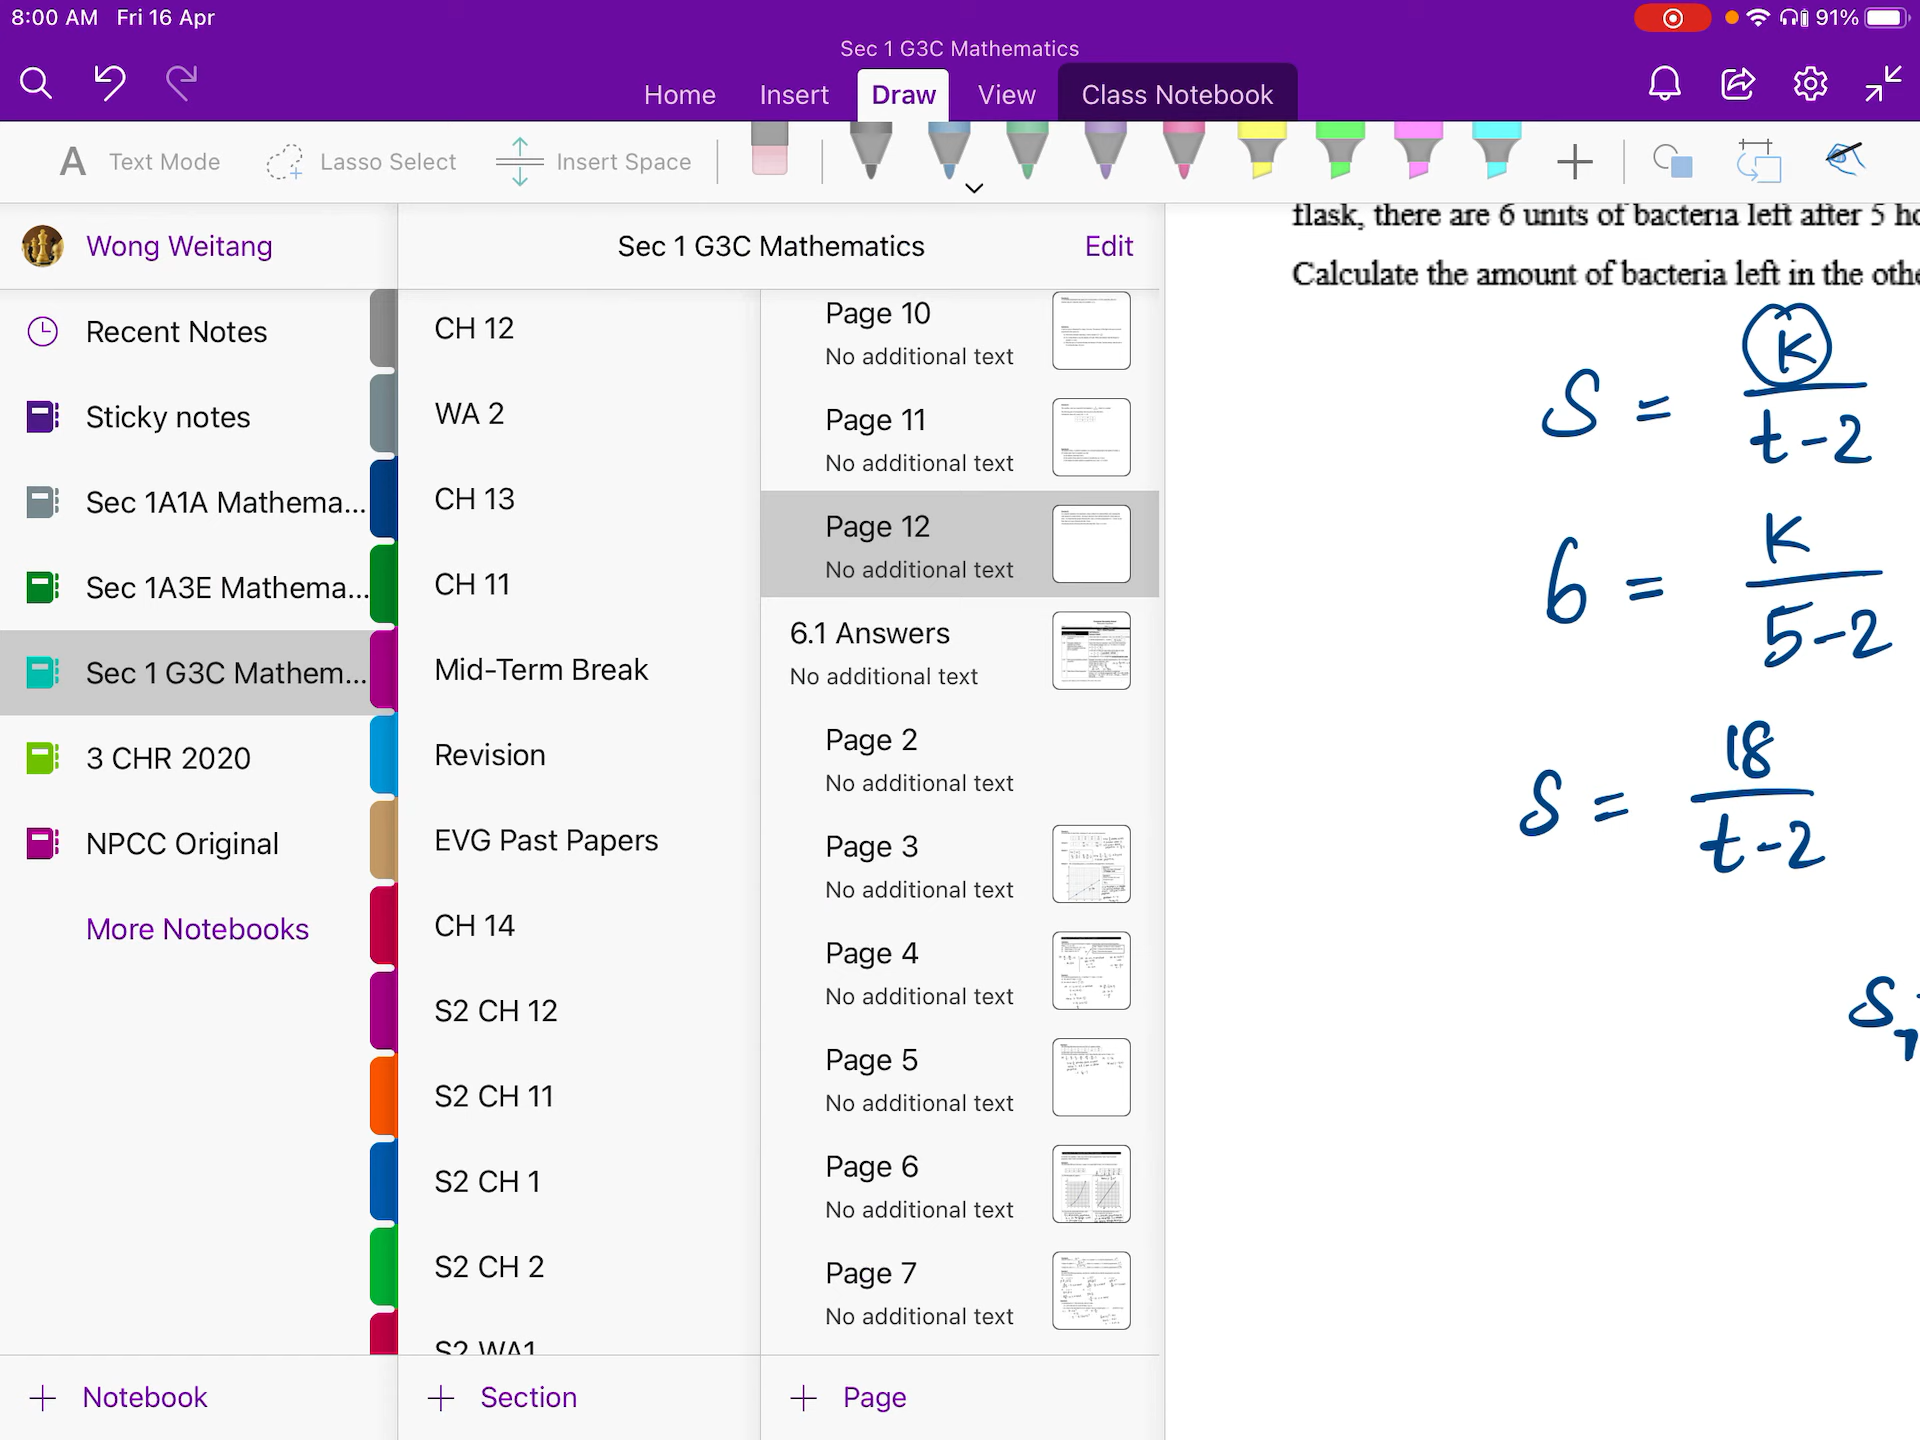 8:00 AM Fri 16 Apr
91%
Sec 1 G3C Mathematics
Home Insert Draw View Class Notebook
A Text Mode Lasso Select Insert Space
Wong Weitang
Recent Notes
Sticky notes
Sec 1A1A Mathema...
Sec 1A3E Mathema...
Sec 1 G3C Mathem...
3 CHR 2020
NPCC Original
More Notebooks
+ Notebook
Sec 1 G3C Mathematics Edit
CH 12
WA 2
CH 13
CH 11
Mid-Term Break
Revision
EVG Past Papers
CH 14
S2 CH 12
S2 CH 11
S2 CH 1
S2 CH 2
S2 WA1
+ Section
Page 10
No additional text
Page 11
No additional text
Page 12
No additional text
6.1 Answers
No additional text
Page 2
No additional text
Page 3
No additional text
Page 4
No additional text
Page 5
No additional text
Page 6
No additional text
Page 7
No additional text
+ Page
flask, there are 6 units of bacteria left after 5
Calculate the amount of bacteria left in the
S = k / t-2
6 = k / 5-2
S = 18 / t-2
S